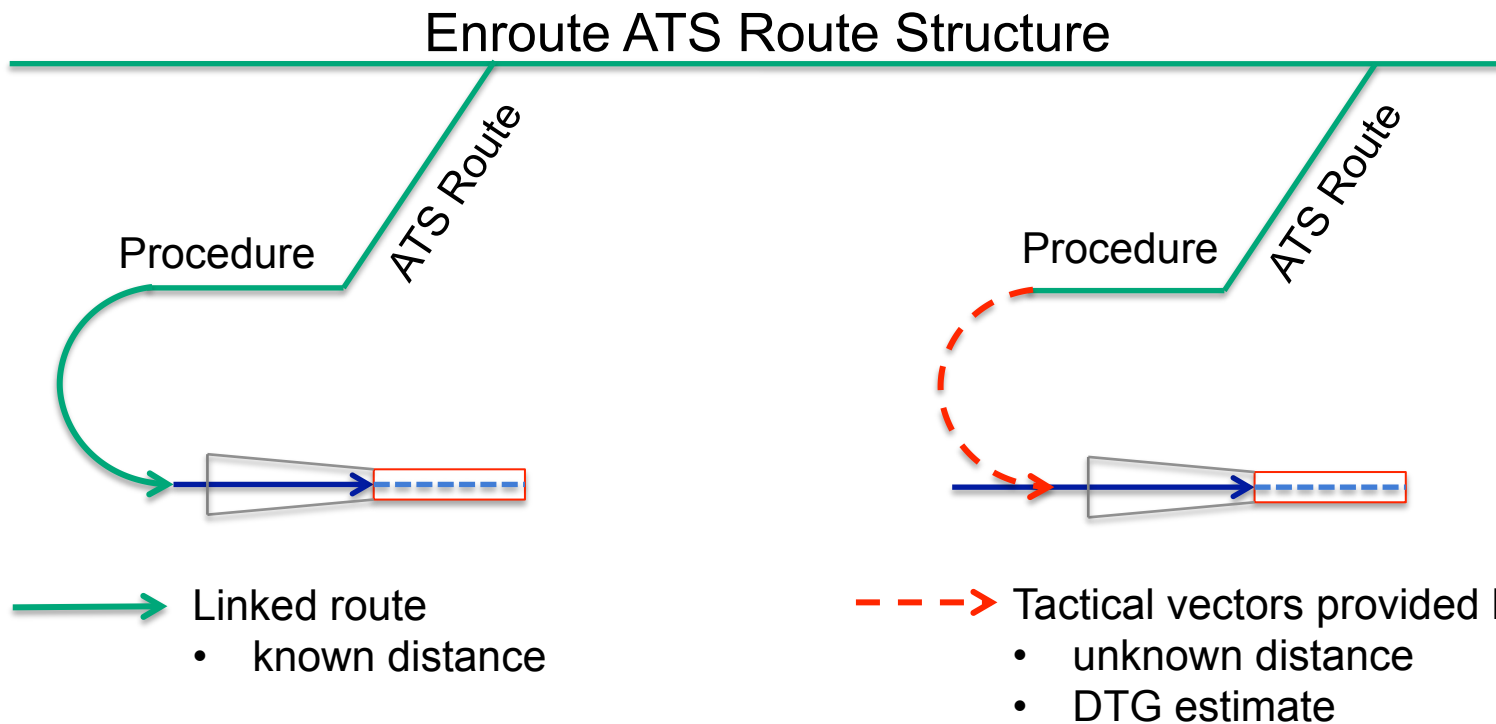 Enroute ATS Route Structure
ATS Route
Procedure
ATS Route
Procedure
Linked route
• known distance
Tactical vectors provided
• unknown distance
• DTG estimate